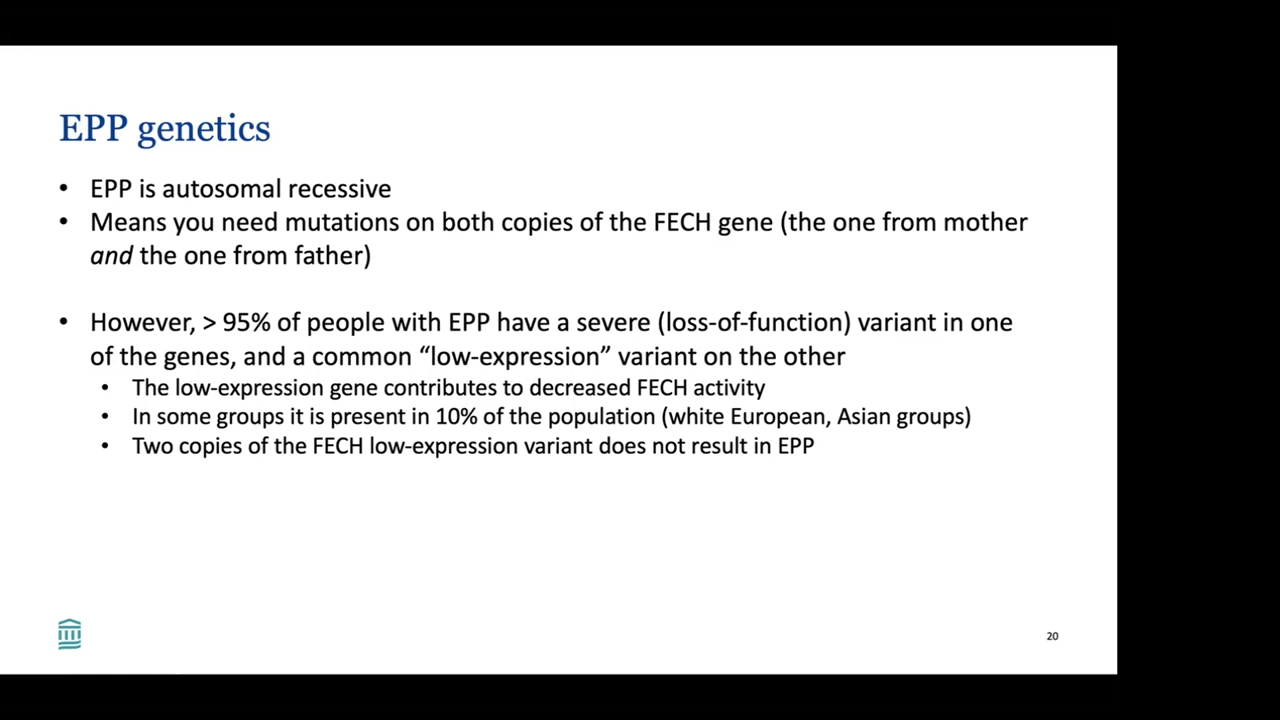 EPP genetics
• EPP is autosomal recessive
• Means you need mutations on both copies of the FECH gene (the one from mother
and the one from father)
• However, > 95% of people with EPP have a severe (loss-of-function) variant in one
of the genes, and a common “low-expression” variant on the other
• The low-expression gene contributes to decreased FECH activity
• In some groups it is present in 10% of the population (white European, Asian groups)
• Two copies of the FECH low-expression variant does not result in EPP
20